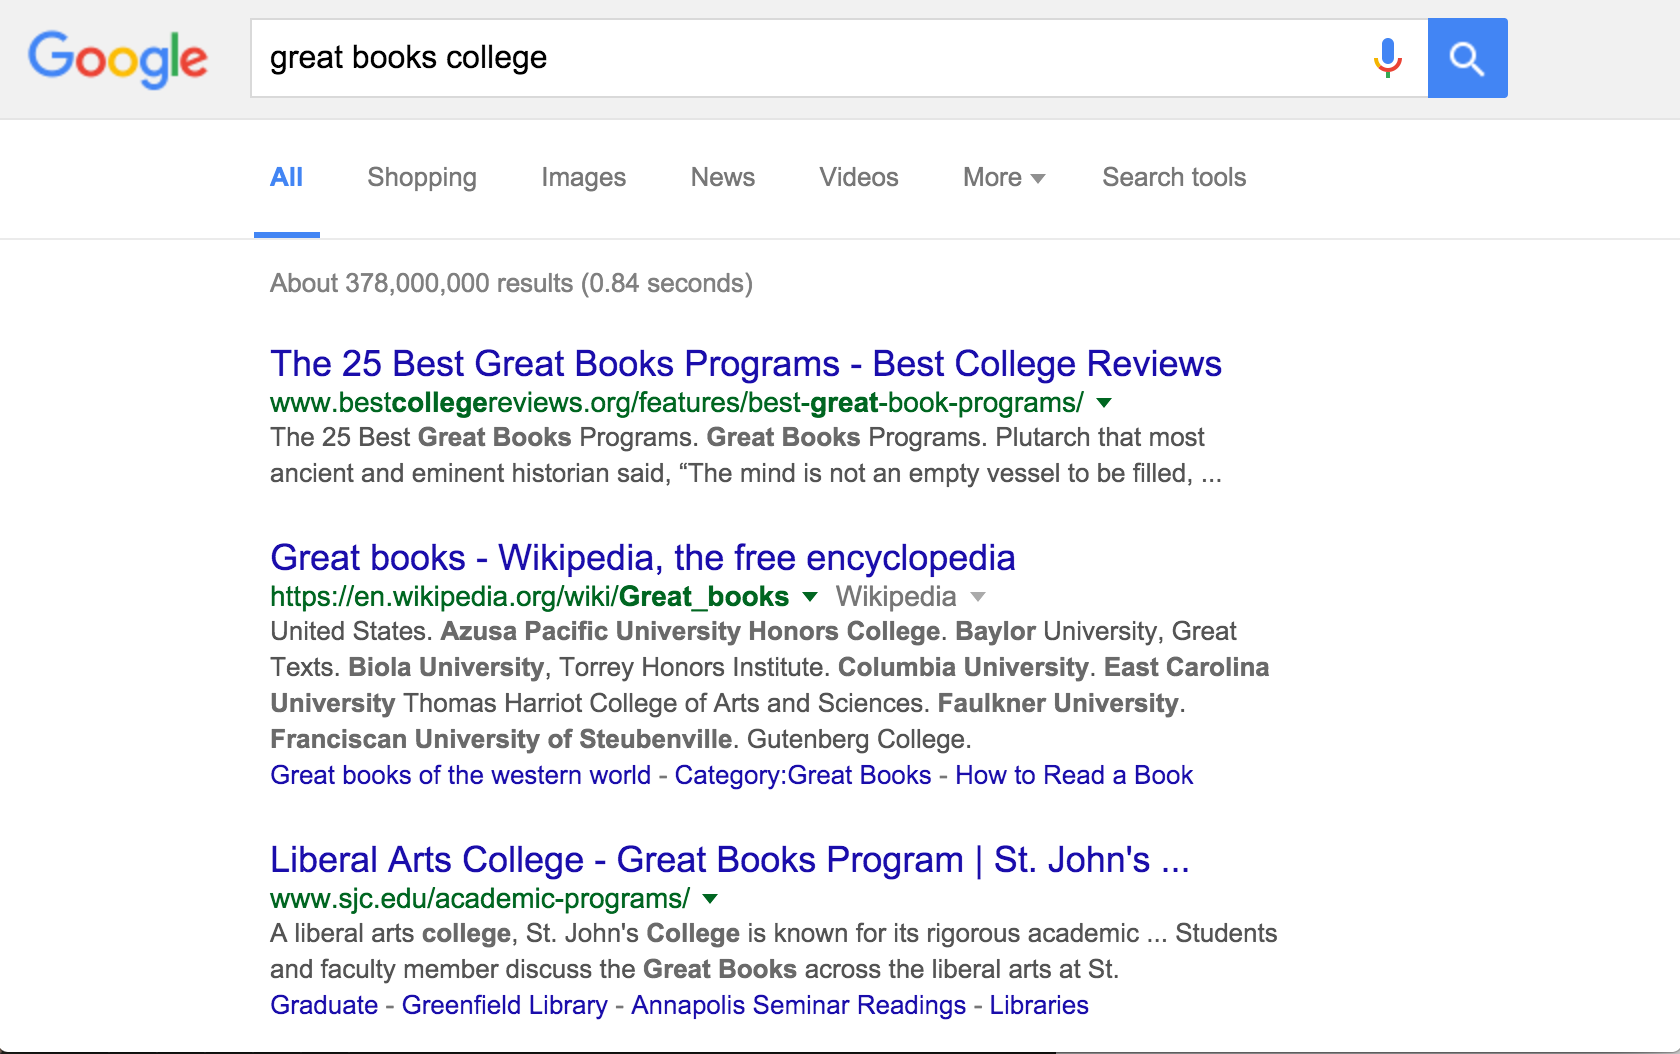 Google
great books college
All Shopping Images News Videos More Search tools
About 378,000,000 results (0.84 seconds)
The 25 Best Great Books Programs - Best College Reviews
www.bestcollegereviews.org/features/best-great-book-programs/
The 25 Best Great Books Programs. Great Books Programs. Plutarch that most
ancient and eminent historian said, “The mind is not an empty vessel to be filled, ...
Great books - Wikipedia, the free encyclopedia
https://en.wikipedia.org/wiki/Great_books Wikipedia
United States. Azusa Pacific University Honors College. Baylor University, Great
Texts. Biola University, Torrey Honors Institute. Columbia University. East Carolina
University Thomas Harriot College of Arts and Sciences. Faulkner University.
Franciscan University of Steubenville. Gutenberg College.
Great books of the western world - Category:Great Books - How to Read a Book
Liberal Arts College - Great Books Program | St. John's ...
www.sjc.edu/academic-programs/
A liberal arts college, St. John's College is known for its rigorous academic ... Students
and faculty member discuss the Great Books across the liberal arts at St.
Graduate - Greenfield Library - Annapolis Seminar Readings - Libraries